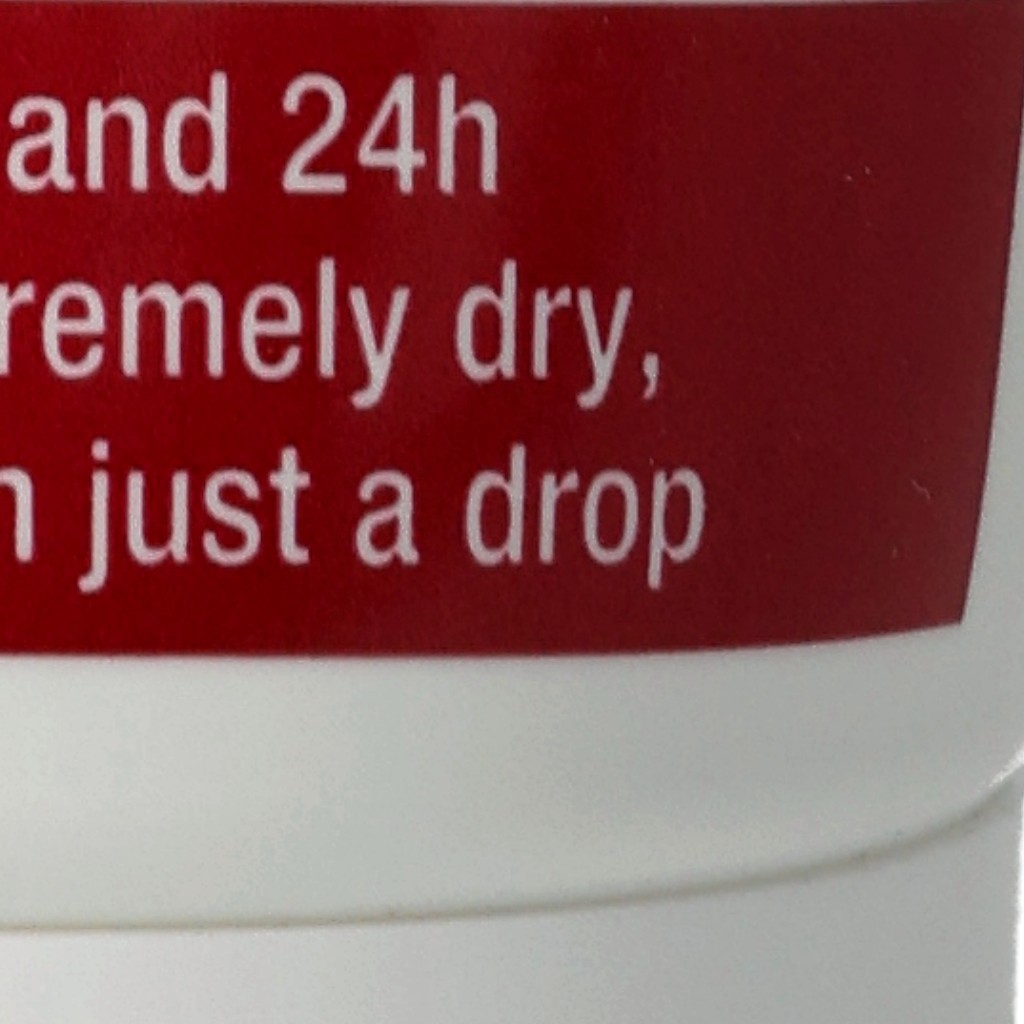 and 24h
remely dry,
just a drop